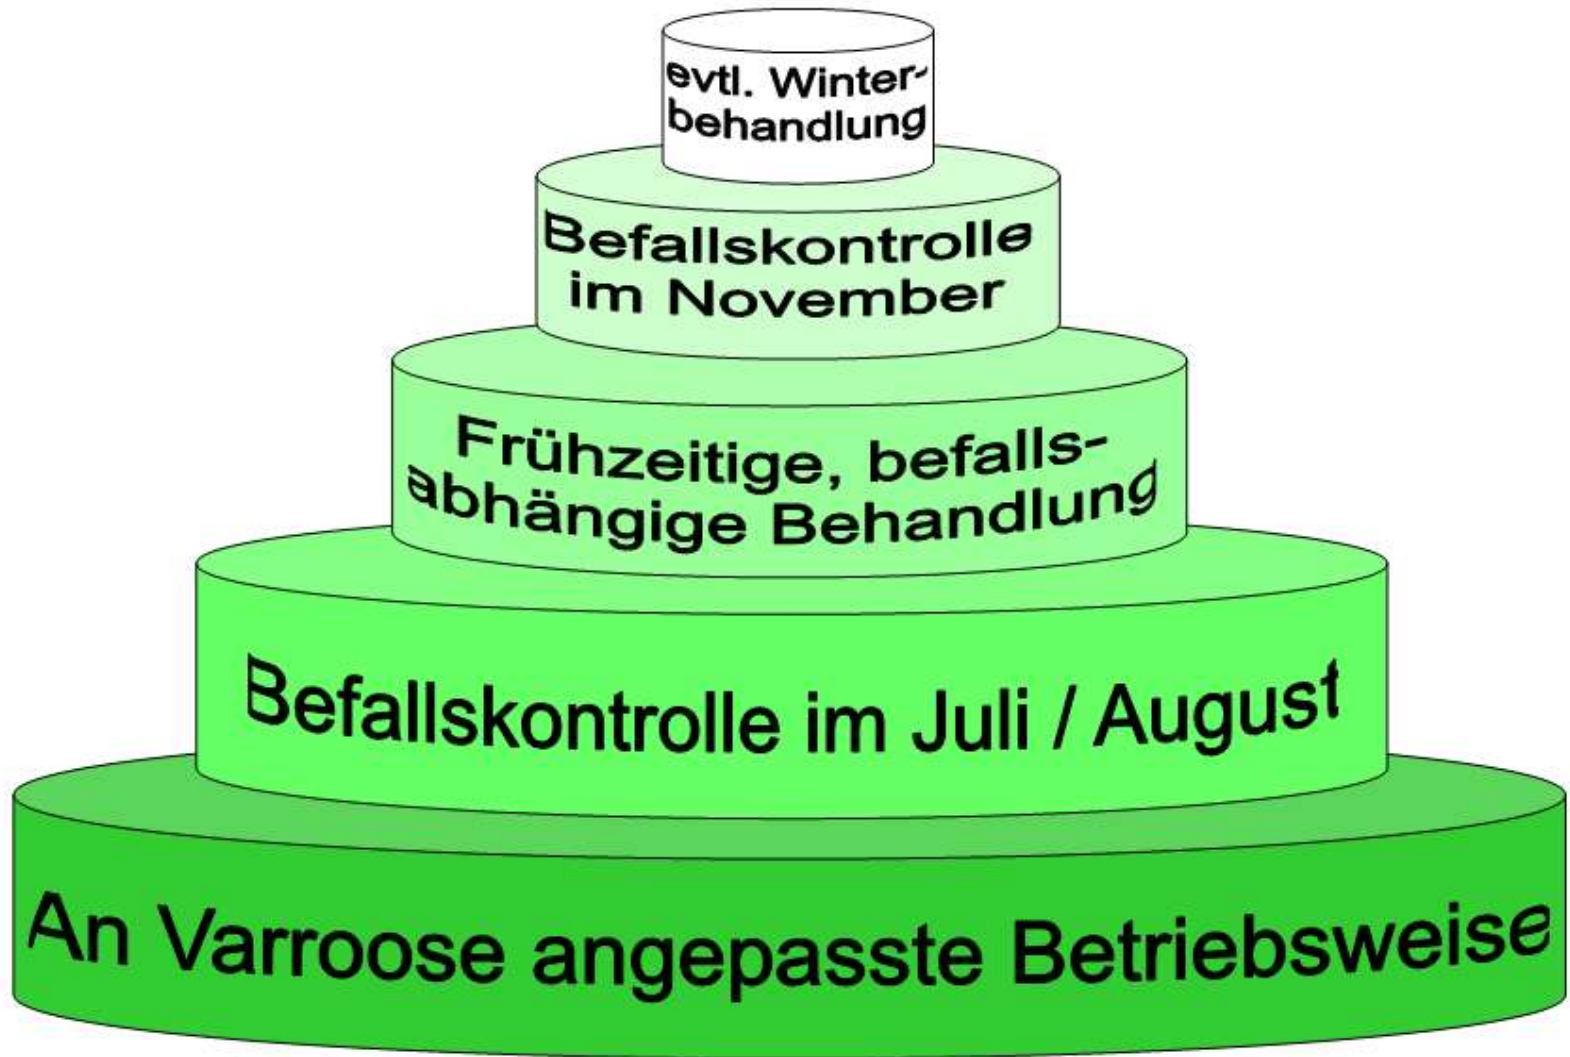 evtl. Winter-
behandlung
Befallskontrolle
im November
Frühzeitige, befalls-
abhängige Behandlung
Befallskontrolle im Juli / August
An Varroose angepasste Betriebsweise